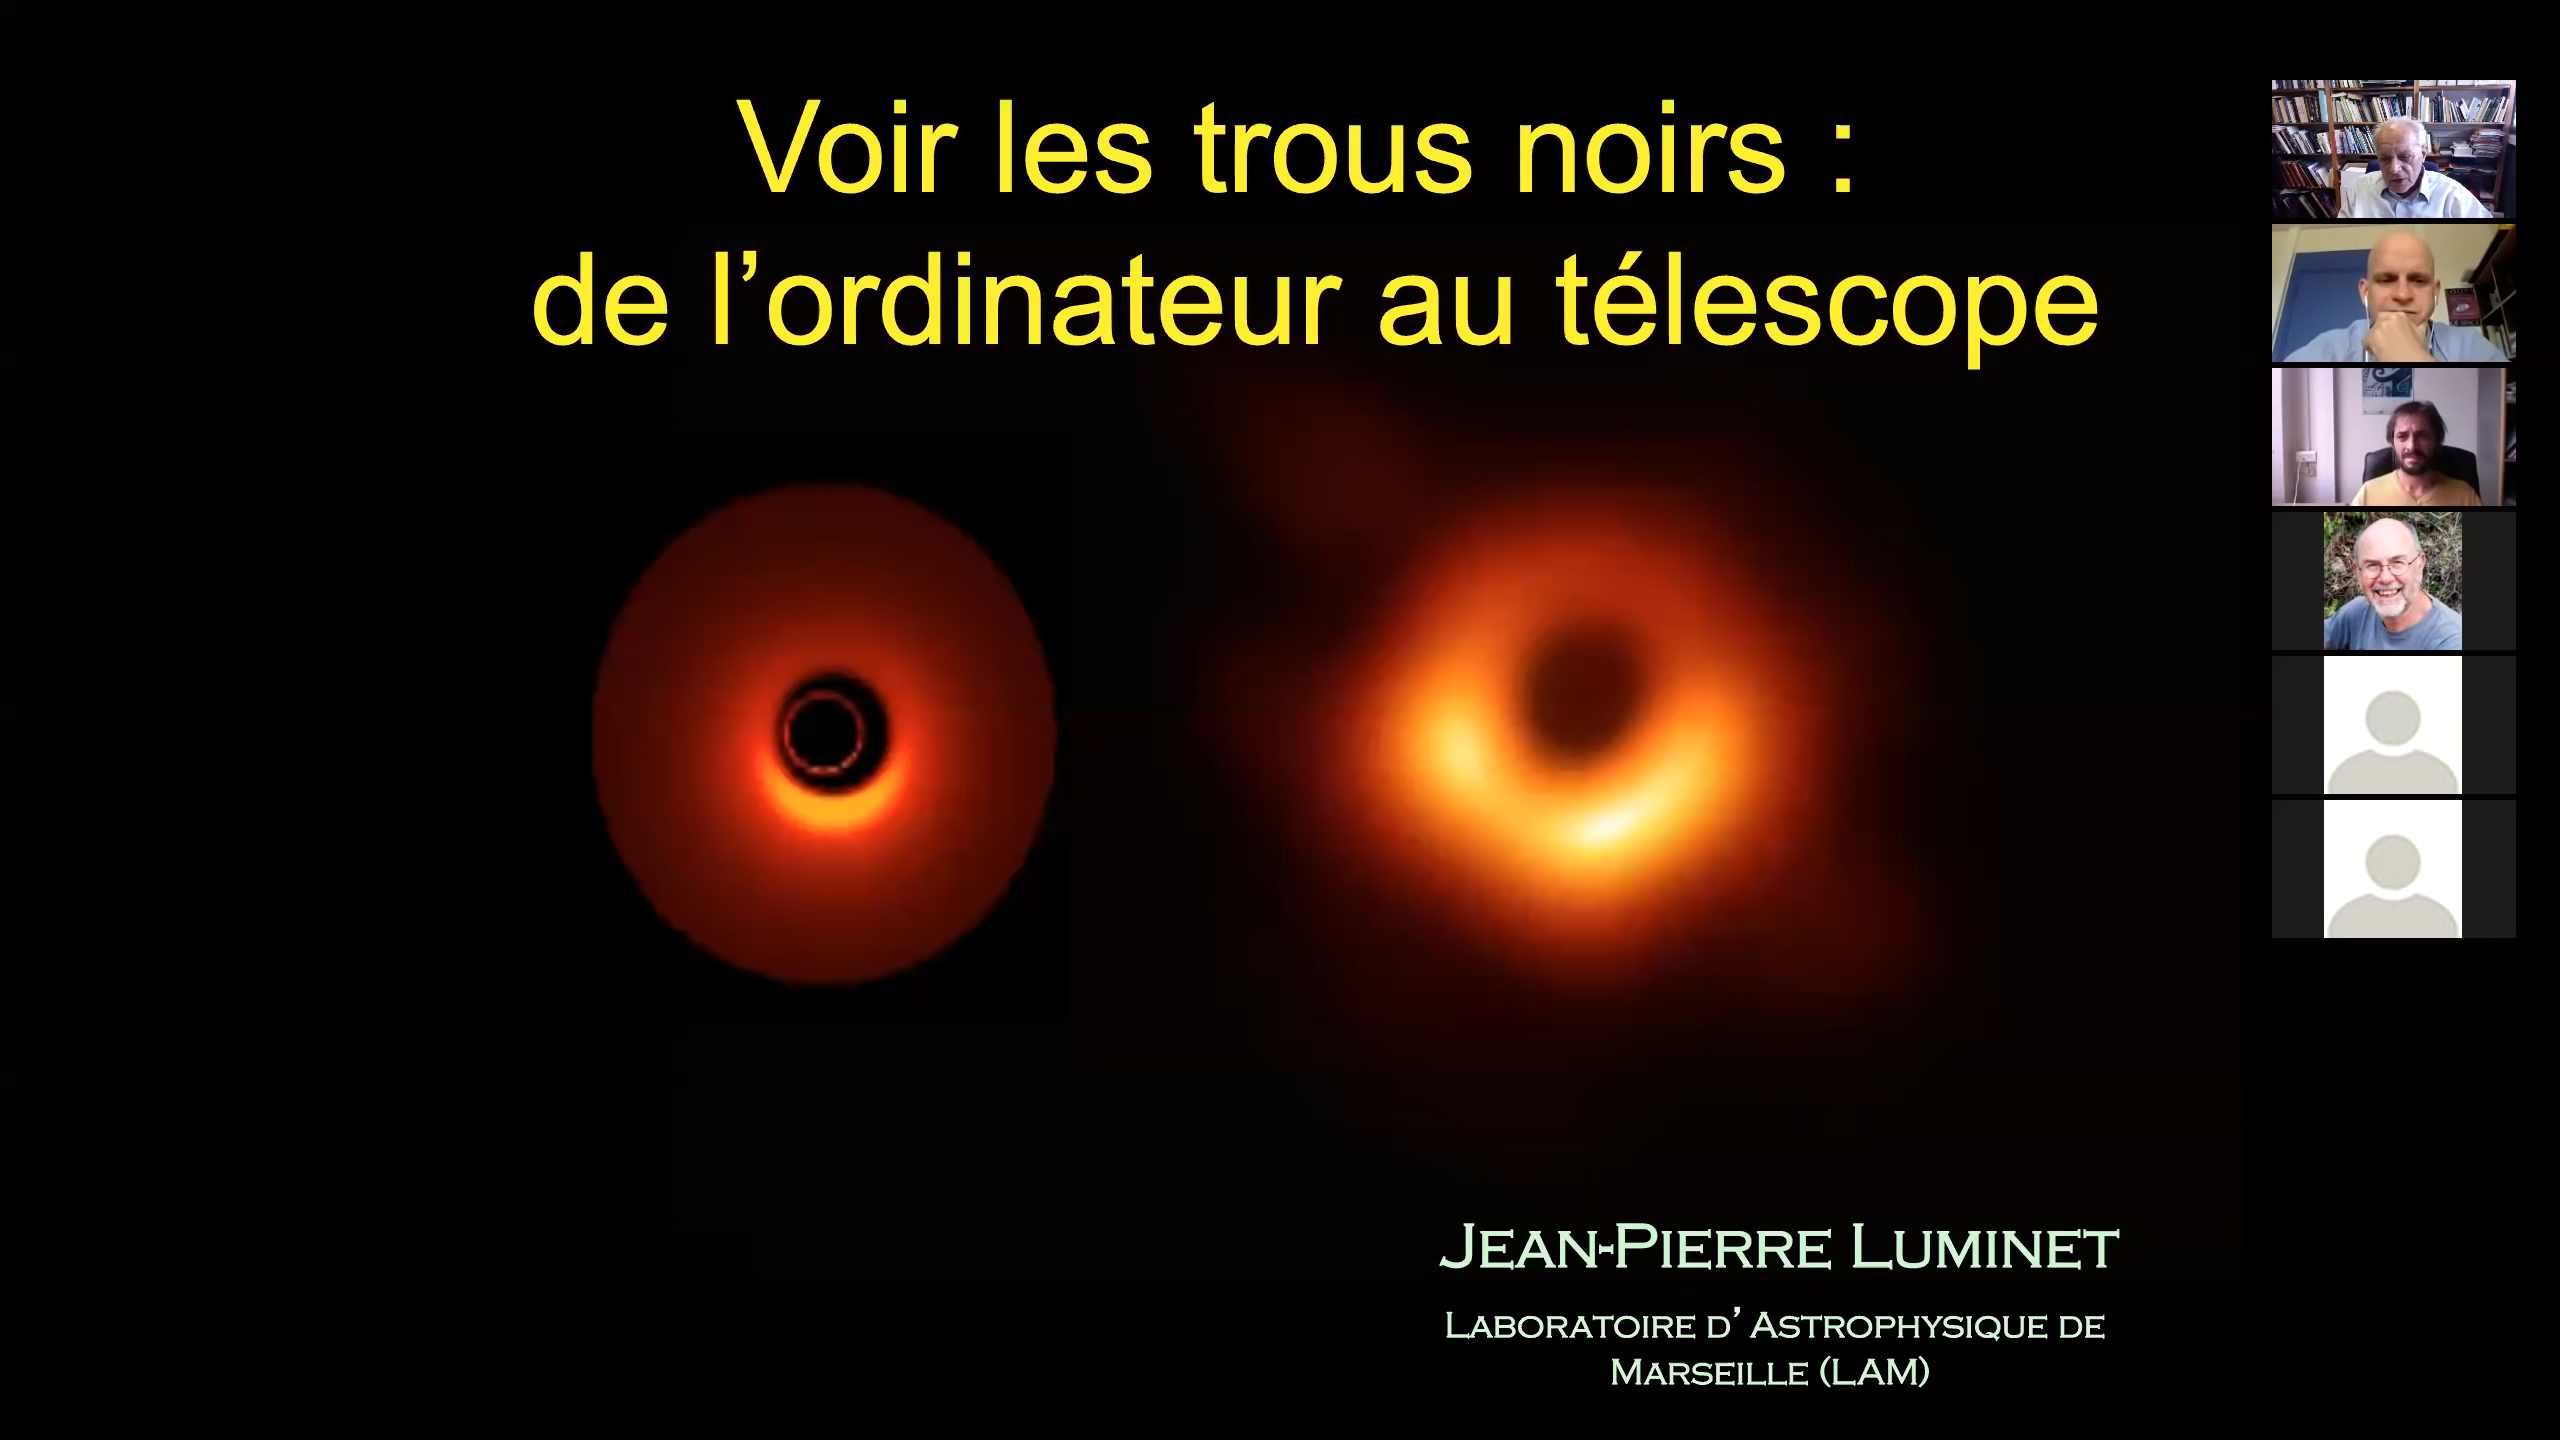 Voir les trous noirs :
de l’ordinateur au télescope
Jean-Pierre Luminet
Laboratoire d’ Astrophysique de
Marseille (LAM)